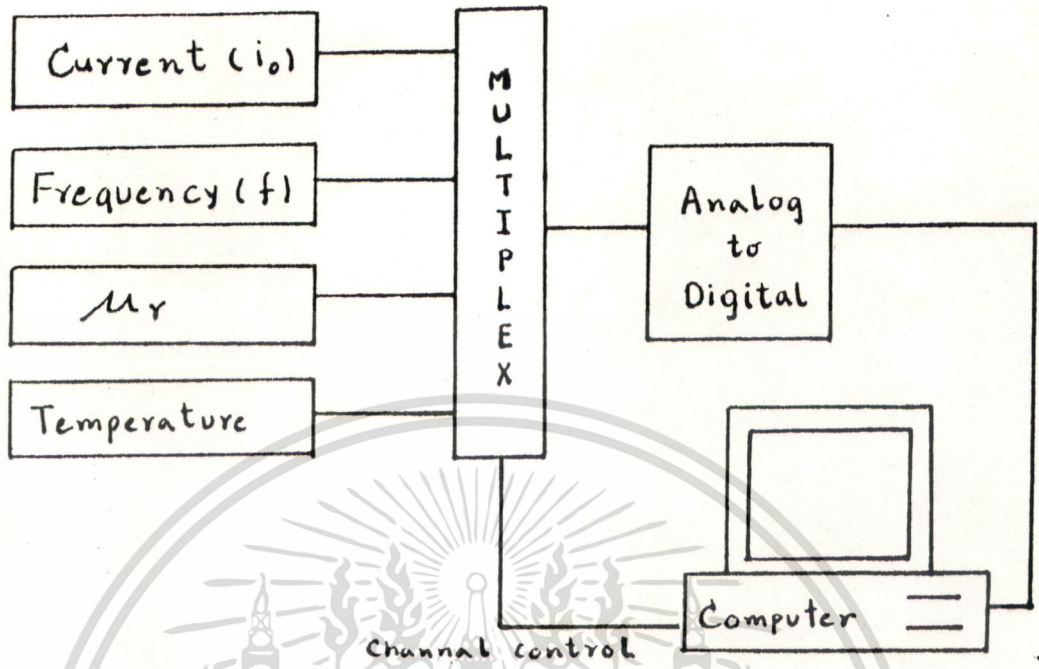 Current (i₀)
Frequency (f)
μr
Temperature
MULTIPLEX
Analog
to
Digital
Computer
Channal control